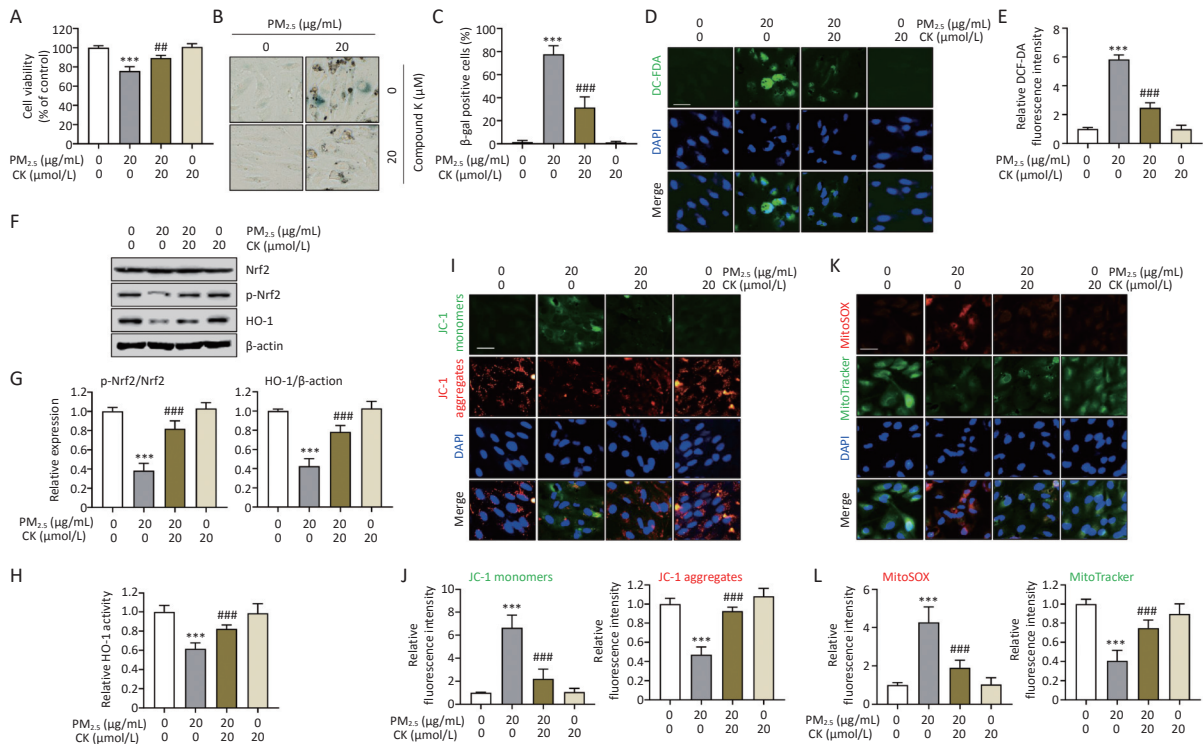 A
Cell viability
(% of control)
120
100
80
60
40
20
0
***
##
PM2.5 (μg/mL)
0 20 20 0
CK (μmol/L)
0 0 20 20
B
PM2.5 (μg/mL)
0 20
0
20
Compound K (μM)
C
β-gal positive cells (%)
100
80
60
40
20
0
***
###
PM2.5 (μg/mL)
0 20 20 0
CK (μmol/L)
0 0 20 20
D
0 20 20 0 PM2.5 (μg/mL)
0 0 20 20 CK (μmol/L)
DC-FDA
DAPI
Merge
E
Relative DCF-DA
fluorescence intensity
8
6
4
2
0
***
###
PM2.5 (μg/mL)
0 20 20 0
CK (μmol/L)
0 0 20 20
F
0 20 20 0 PM2.5 (μg/mL)
0 0 20 20 CK (μmol/L)
Nrf2
p-Nrf2
HO-1
β-actin
G
p-Nrf2/Nrf2
Relative expression
1.2
1.0
0.8
0.6
0.4
***
###
HO-1/β-action
1.2
1.0
0.8
0.6
0.4
***
###
PM2.5 (μg/mL)
0 20 20 0 0 20 20 0
CK (μmol/L)
0 0 20 20 0 0 20 20
H
Relative HO-1 activity
1.2
1.0
0.8
0.6
0.4
***
###
PM2.5 (μg/mL)
0 20 20 0
CK (μmol/L)
0 0 20 20
I
0 20 20 0 PM2.5 (μg/mL)
0 0 20 20 CK (μmol/L)
JC-1
monomers
JC-1
aggregates
DAPI
Merge
J
JC-1 monomers
Relative
fluorescence intensity
10
8
6
4
2
0
***
###
JC-1 aggregates
Relative
fluorescence intensity
1.2
1.0
0.8
0.6
0.4
0.2
0
***
###
PM2.5 (μg/mL)
0 20 20 0 0 20 20 0
CK (μmol/L)
0 0 20 20 0 0 20 20
K
0 20 20 0 PM2.5 (μg/mL)
0 0 20 20 CK (μmol/L)
MitoSOX
MitoTracker
DAPI
Merge
L
MitoSOX
Relative
fluorescence intensity
6
4
2
0
***
###
MitoTracker
Relative
fluorescence intensity
1.2
1.0
0.8
0.6
0.4
0.2
0
***
###
PM2.5 (μg/mL)
0 20 20 0 0 20 20 0
CK (μmol/L)
0 0 20 20 0 0 20 20